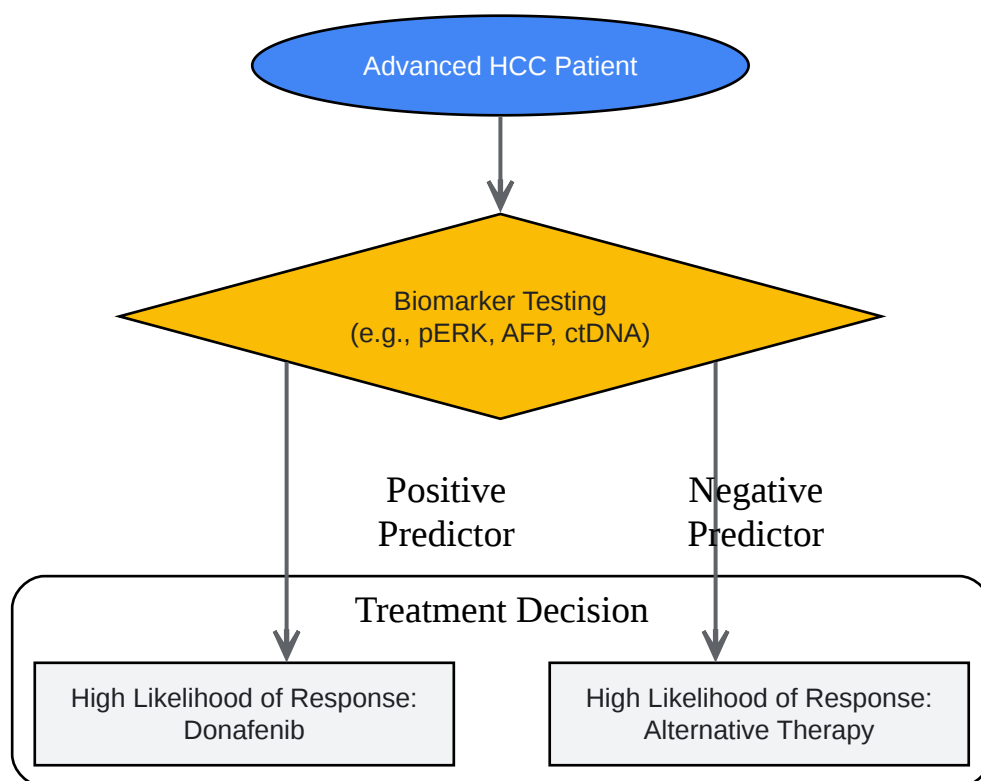 Advanced HCC Patient
Biomarker Testing
(e.g., pERK, AFP, ctDNA)
Positive
Predictor
Negative
Predictor
Treatment Decision
High Likelihood of Response:
Donafenib
High Likelihood of Response:
Alternative Therapy